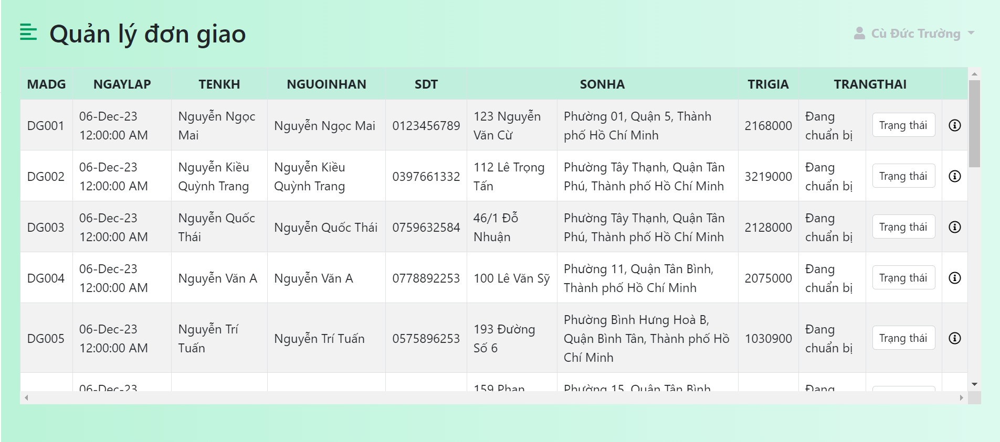 Quản lý đơn giao
Cù Đức Trường
MADG NGAYLAP TENKH NGUOINHAN SDT SONHA TRIGIA TRANGTHAI
DG001 06-Dec-23 12:00:00 AM Nguyễn Ngọc Mai Nguyễn Ngọc Mai 0123456789 123 Nguyễn Văn Cừ Phường 01, Quận 5, Thành phố Hồ Chí Minh 2168000 Đang chuẩn bị Trạng thái
DG002 06-Dec-23 12:00:00 AM Nguyễn Kiều Quỳnh Trang Nguyễn Kiều Quỳnh Trang 0397661332 112 Lê Trọng Tấn Phường Tây Thạnh, Quận Tân Phú, Thành phố Hồ Chí Minh 3219000 Đang chuẩn bị Trạng thái
DG003 06-Dec-23 12:00:00 AM Nguyễn Quốc Thái Nguyễn Quốc Thái 0759632584 46/1 Đỗ Nhuận Phường Tây Thạnh, Quận Tân Phú, Thành phố Hồ Chí Minh 2128000 Đang chuẩn bị Trạng thái
DG004 06-Dec-23 12:00:00 AM Nguyễn Văn A Nguyễn Văn A 0778892253 100 Lê Văn Sỹ Phường 11, Quận Tân Bình, Thành phố Hồ Chí Minh 2075000 Đang chuẩn bị Trạng thái
DG005 06-Dec-23 12:00:00 AM Nguyễn Trí Tuấn Nguyễn Trí Tuấn 0575896253 193 Đường Số 6 Phường Bình Hưng Hoà B, Quận Bình Tân, Thành phố Hồ Chí Minh 1030900 Đang chuẩn bị Trạng thái
06-Dec-23 159 Phan Phường 15, Quận Tân Bình, Đang